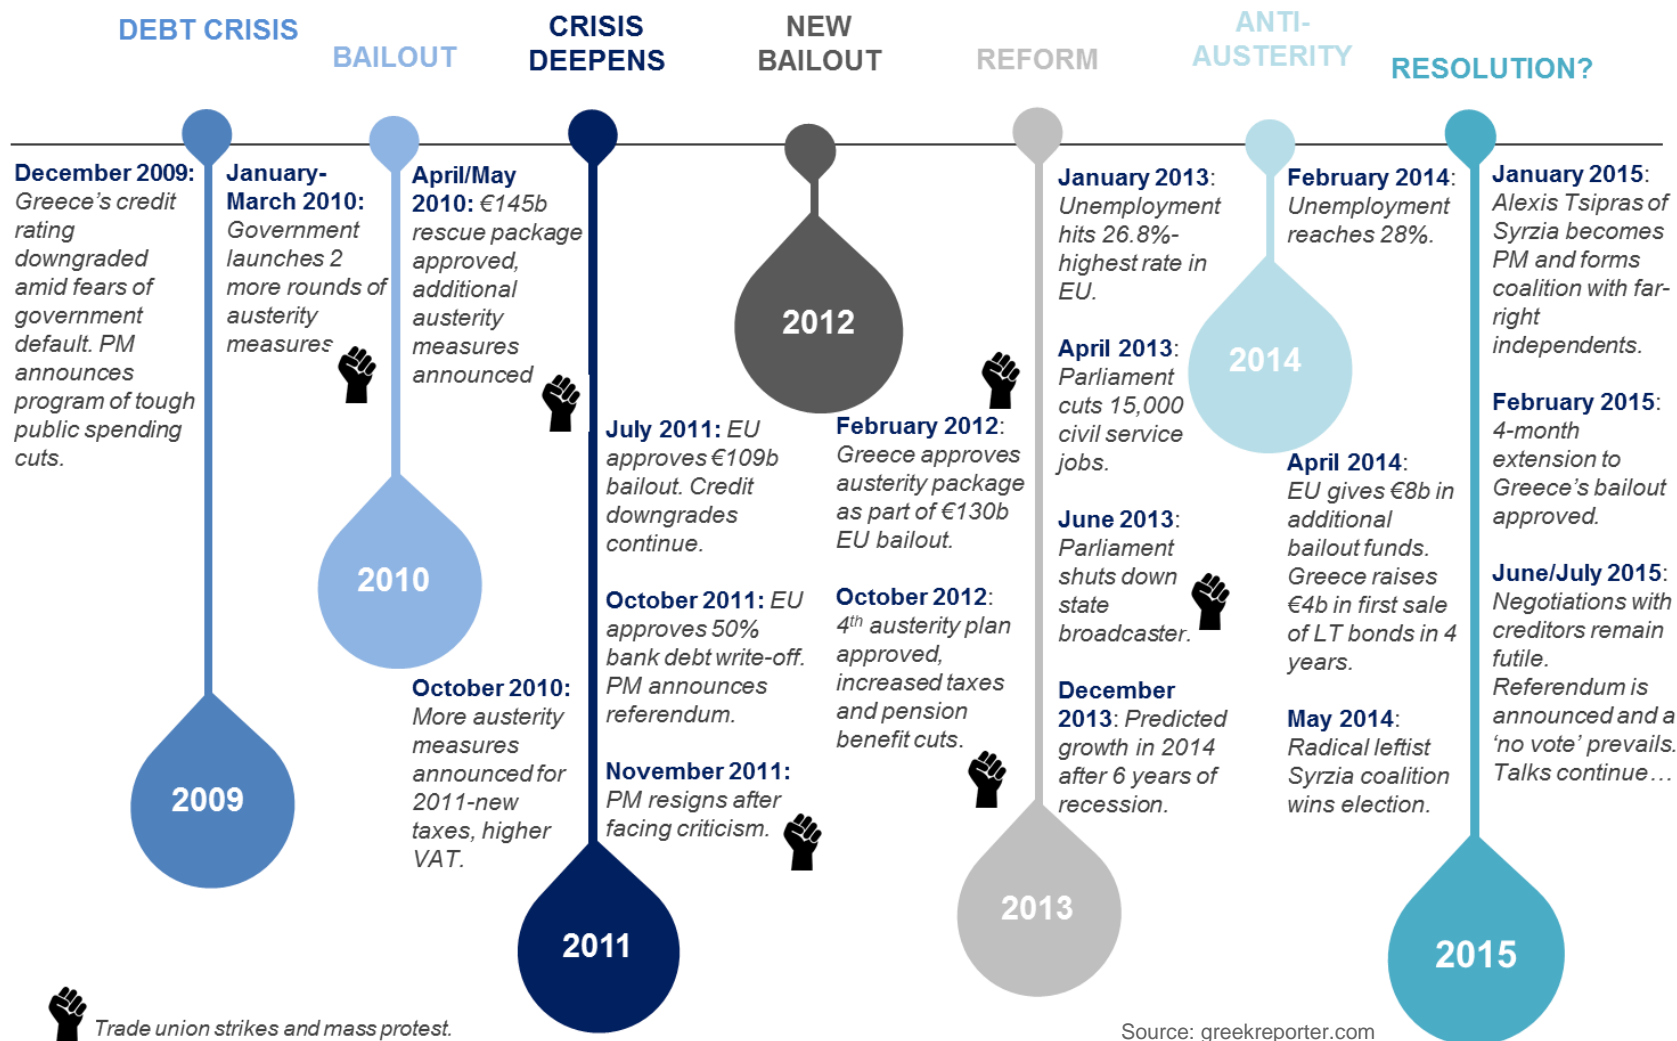 DEBT CRISIS
BAILOUT
CRISIS
DEEPENS
NEW
BAILOUT
REFORM
ANTI-
AUSTERITY
RESOLUTION?
December 2009:
Greece's credit
rating
downgraded
amid fears of
government
default. PM
announces
program of tough
public spending
cuts.
2009
January-
March 2010:
Government
launches 2
more rounds of
austerity
measures
2010
April/May
2010: €145b
rescue package
approved,
additional
austerity
measures
announced
October 2010:
More austerity
measures
announced for
2011-new
taxes, higher
VAT.
2011
July 2011: EU
approves €109b
bailout. Credit
downgrades
continue.
October 2011: EU
approves 50%
bank debt write-off.
PM announces
referendum.
November 2011:
PM resigns after
facing criticism.
2012
February 2012:
Greece approves
austerity package
as part of €130b
EU bailout.
October 2012:
4th austerity plan
approved,
increased taxes
and pension
benefit cuts.
2013
January 2013:
Unemployment
hits 26.8%-
highest rate in
EU.
April 2013:
Parliament
cuts 15,000
civil service
jobs.
June 2013:
Parliament
shuts down
state
broadcaster.
December
2013: Predicted
growth in 2014
after 6 years of
recession.
2014
February 2014:
Unemployment
reaches 28%.
April 2014:
EU gives €8b in
additional
bailout funds.
Greece raises
€4b in first sale
of LT bonds in 4
years.
May 2014:
Radical leftist
Syrzia coalition
wins election.
2015
January 2015:
Alexis Tsipras of
Syrzia becomes
PM and forms
coalition with far-
right
independents.
February 2015:
4-month
extension to
Greece's bailout
approved.
June/July 2015:
Negotiations with
creditors remain
futile.
Referendum is
announced and a
'no vote' prevails.
Talks continue…
Trade union strikes and mass protest.
Source: greekreporter.com